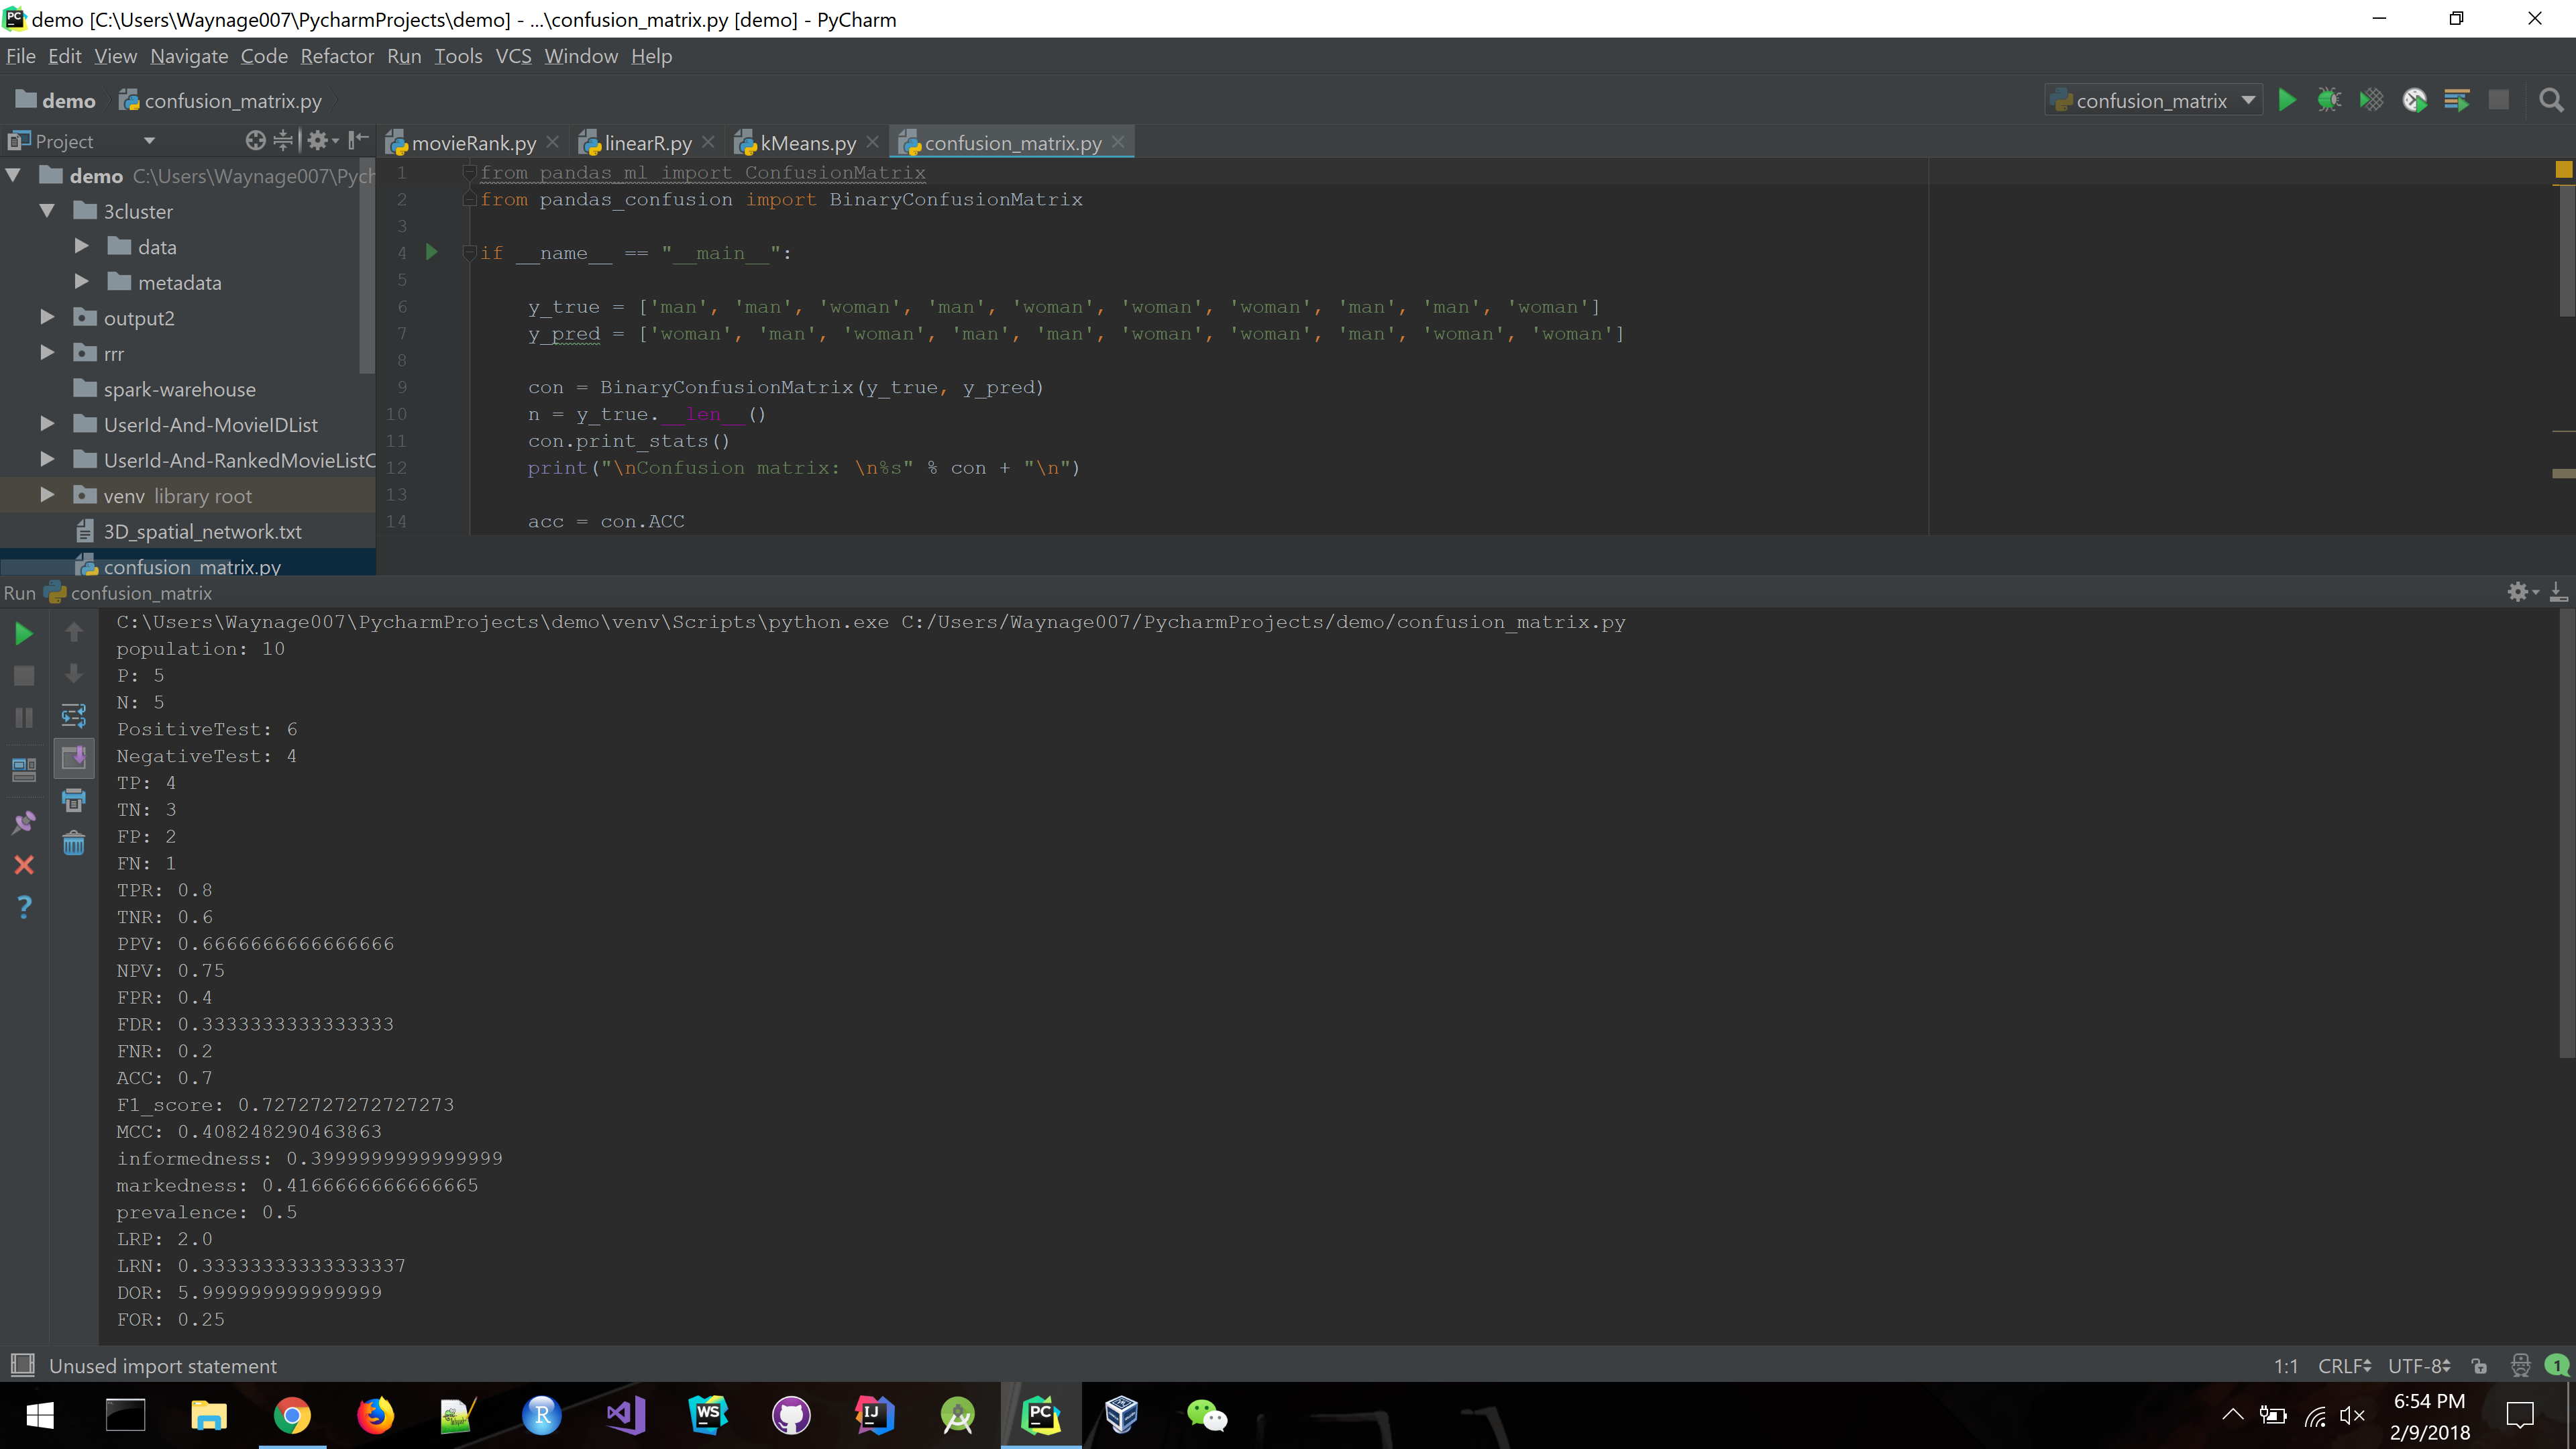 demo [C:\Users\Waynage007\PycharmProjects\demo] - ...\confusion_matrix.py [demo] - PyCharm
File Edit View Navigate Code Refactor Run Tools VCS Window Help
demo confusion_matrix.py confusion_matrix
Project movieRank.py linearR.py kMeans.py confusion_matrix.py
demo C:\Users\Waynage007\Pych
3cluster
data
metadata
output2
rrr
spark-warehouse
UserId-And-MovieIDList
UserId-And-RankedMovieListC
venv library root
3D_spatial_network.txt
confusion_matrix.py
1 from pandas_ml import ConfusionMatrix
2 from pandas_confusion import BinaryConfusionMatrix
3
4 if __name__ == "__main__":
5
6 y_true = ['man', 'man', 'woman', 'man', 'woman', 'woman', 'woman', 'man', 'man', 'woman']
7 y_pred = ['woman', 'man', 'woman', 'man', 'man', 'woman', 'woman', 'man', 'woman', 'woman']
8
9 con = BinaryConfusionMatrix(y_true, y_pred)
10 n = y_true.__len__()
11 con.print_stats()
12 print("\nConfusion matrix: \n%s" % con + "\n")
13
14 acc = con.ACC
Run confusion_matrix
C:\Users\Waynage007\PycharmProjects\demo\venv\Scripts\python.exe C:/Users/Waynage007/PycharmProjects/demo/confusion_matrix.py
population: 10
P: 5
N: 5
PositiveTest: 6
NegativeTest: 4
TP: 4
TN: 3
FP: 2
FN: 1
TPR: 0.8
TNR: 0.6
PPV: 0.6666666666666666
NPV: 0.75
FPR: 0.4
FDR: 0.3333333333333333
FNR: 0.2
ACC: 0.7
F1_score: 0.7272727272727273
MCC: 0.408248290463863
informedness: 0.3999999999999999
markedness: 0.4166666666666665
prevalence: 0.5
LRP: 2.0
LRN: 0.33333333333333337
DOR: 5.999999999999999
FOR: 0.25
Unused import statement 1:1 CRLF UTF-8 1
R WS IJ PC
6:54 PM
2/9/2018